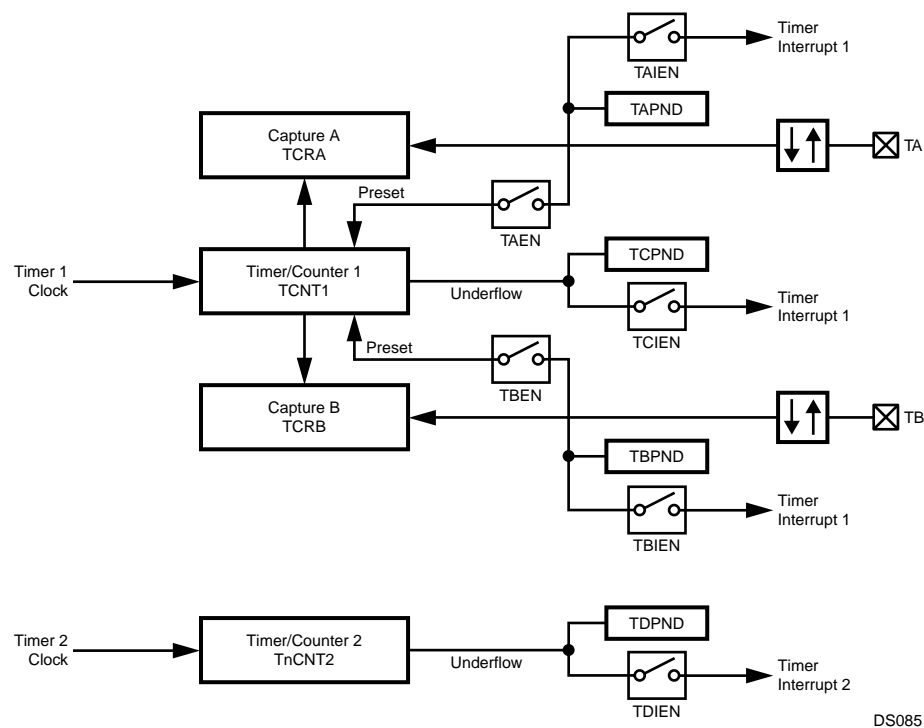 Timer
Interrupt 1
TAIEN
TAPND
Capture A
TCRA
TA
Preset
TAEN
Timer 1
Clock
Timer/Counter 1
TCNT1
Underflow
TCPND
Timer
Interrupt 1
TCIEN
Preset
TBEN
Capture B
TCRB
TB
TBPND
Timer
Interrupt 1
TBIEN
Timer 2
Clock
Timer/Counter 2
TnCNT2
Underflow
TDPND
Timer
Interrupt 2
TDIEN
DS085